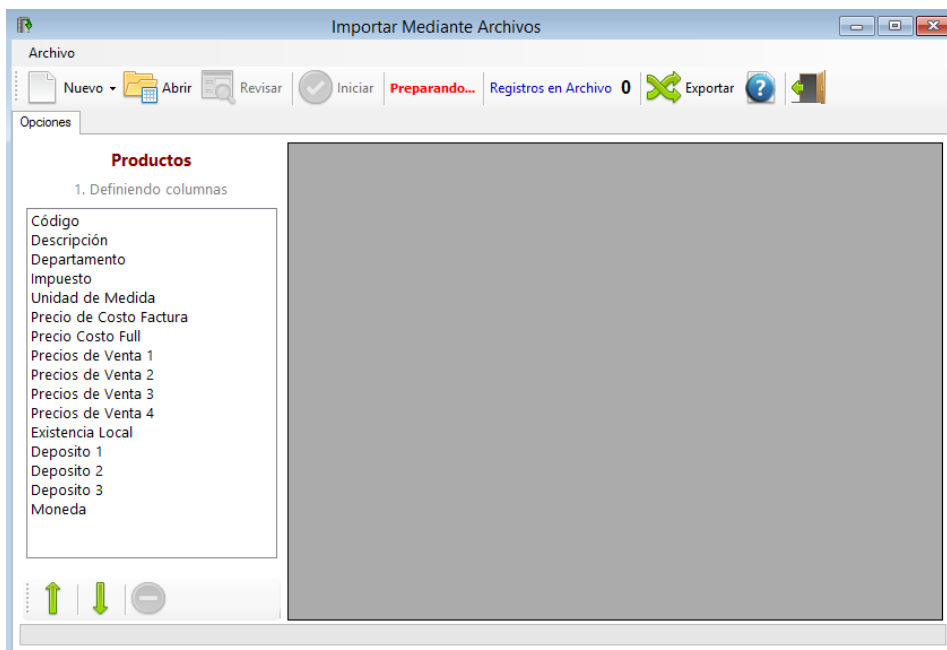 Importar Mediante Archivos
Archivo
Nuevo Abrir Revisar Iniciar Preparando... Registros en Archivo 0 Exportar ?
Opciones
Productos
1. Definiendo columnas
Código
Descripción
Departamento
Impuesto
Unidad de Medida
Precio de Costo Factura
Precio Costo Full
Precios de Venta 1
Precios de Venta 2
Precios de Venta 3
Precios de Venta 4
Existencia Local
Deposito 1
Deposito 2
Deposito 3
Moneda